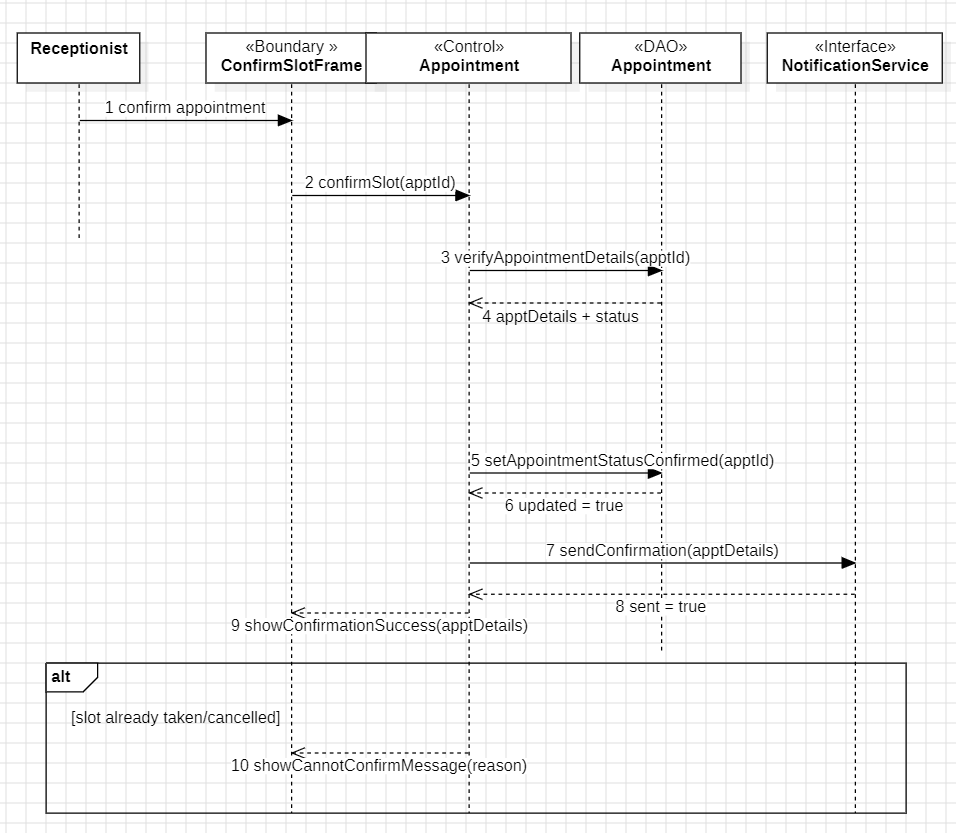 Receptionist
«Boundary »
ConfirmSlotFrame
«Control»
Appointment
«DAO»
Appointment
«Interface»
NotificationService
1 confirm appointment
2 confirmSlot(apptId)
3 verifyAppointmentDetails(apptId)
4 apptDetails + status
5 setAppointmentStatusConfirmed(apptId)
6 updated = true
7 sendConfirmation(apptDetails)
8 sent = true
9 showConfirmationSuccess(apptDetails)
alt
[slot already taken/cancelled]
10 showCannotConfirmMessage(reason)